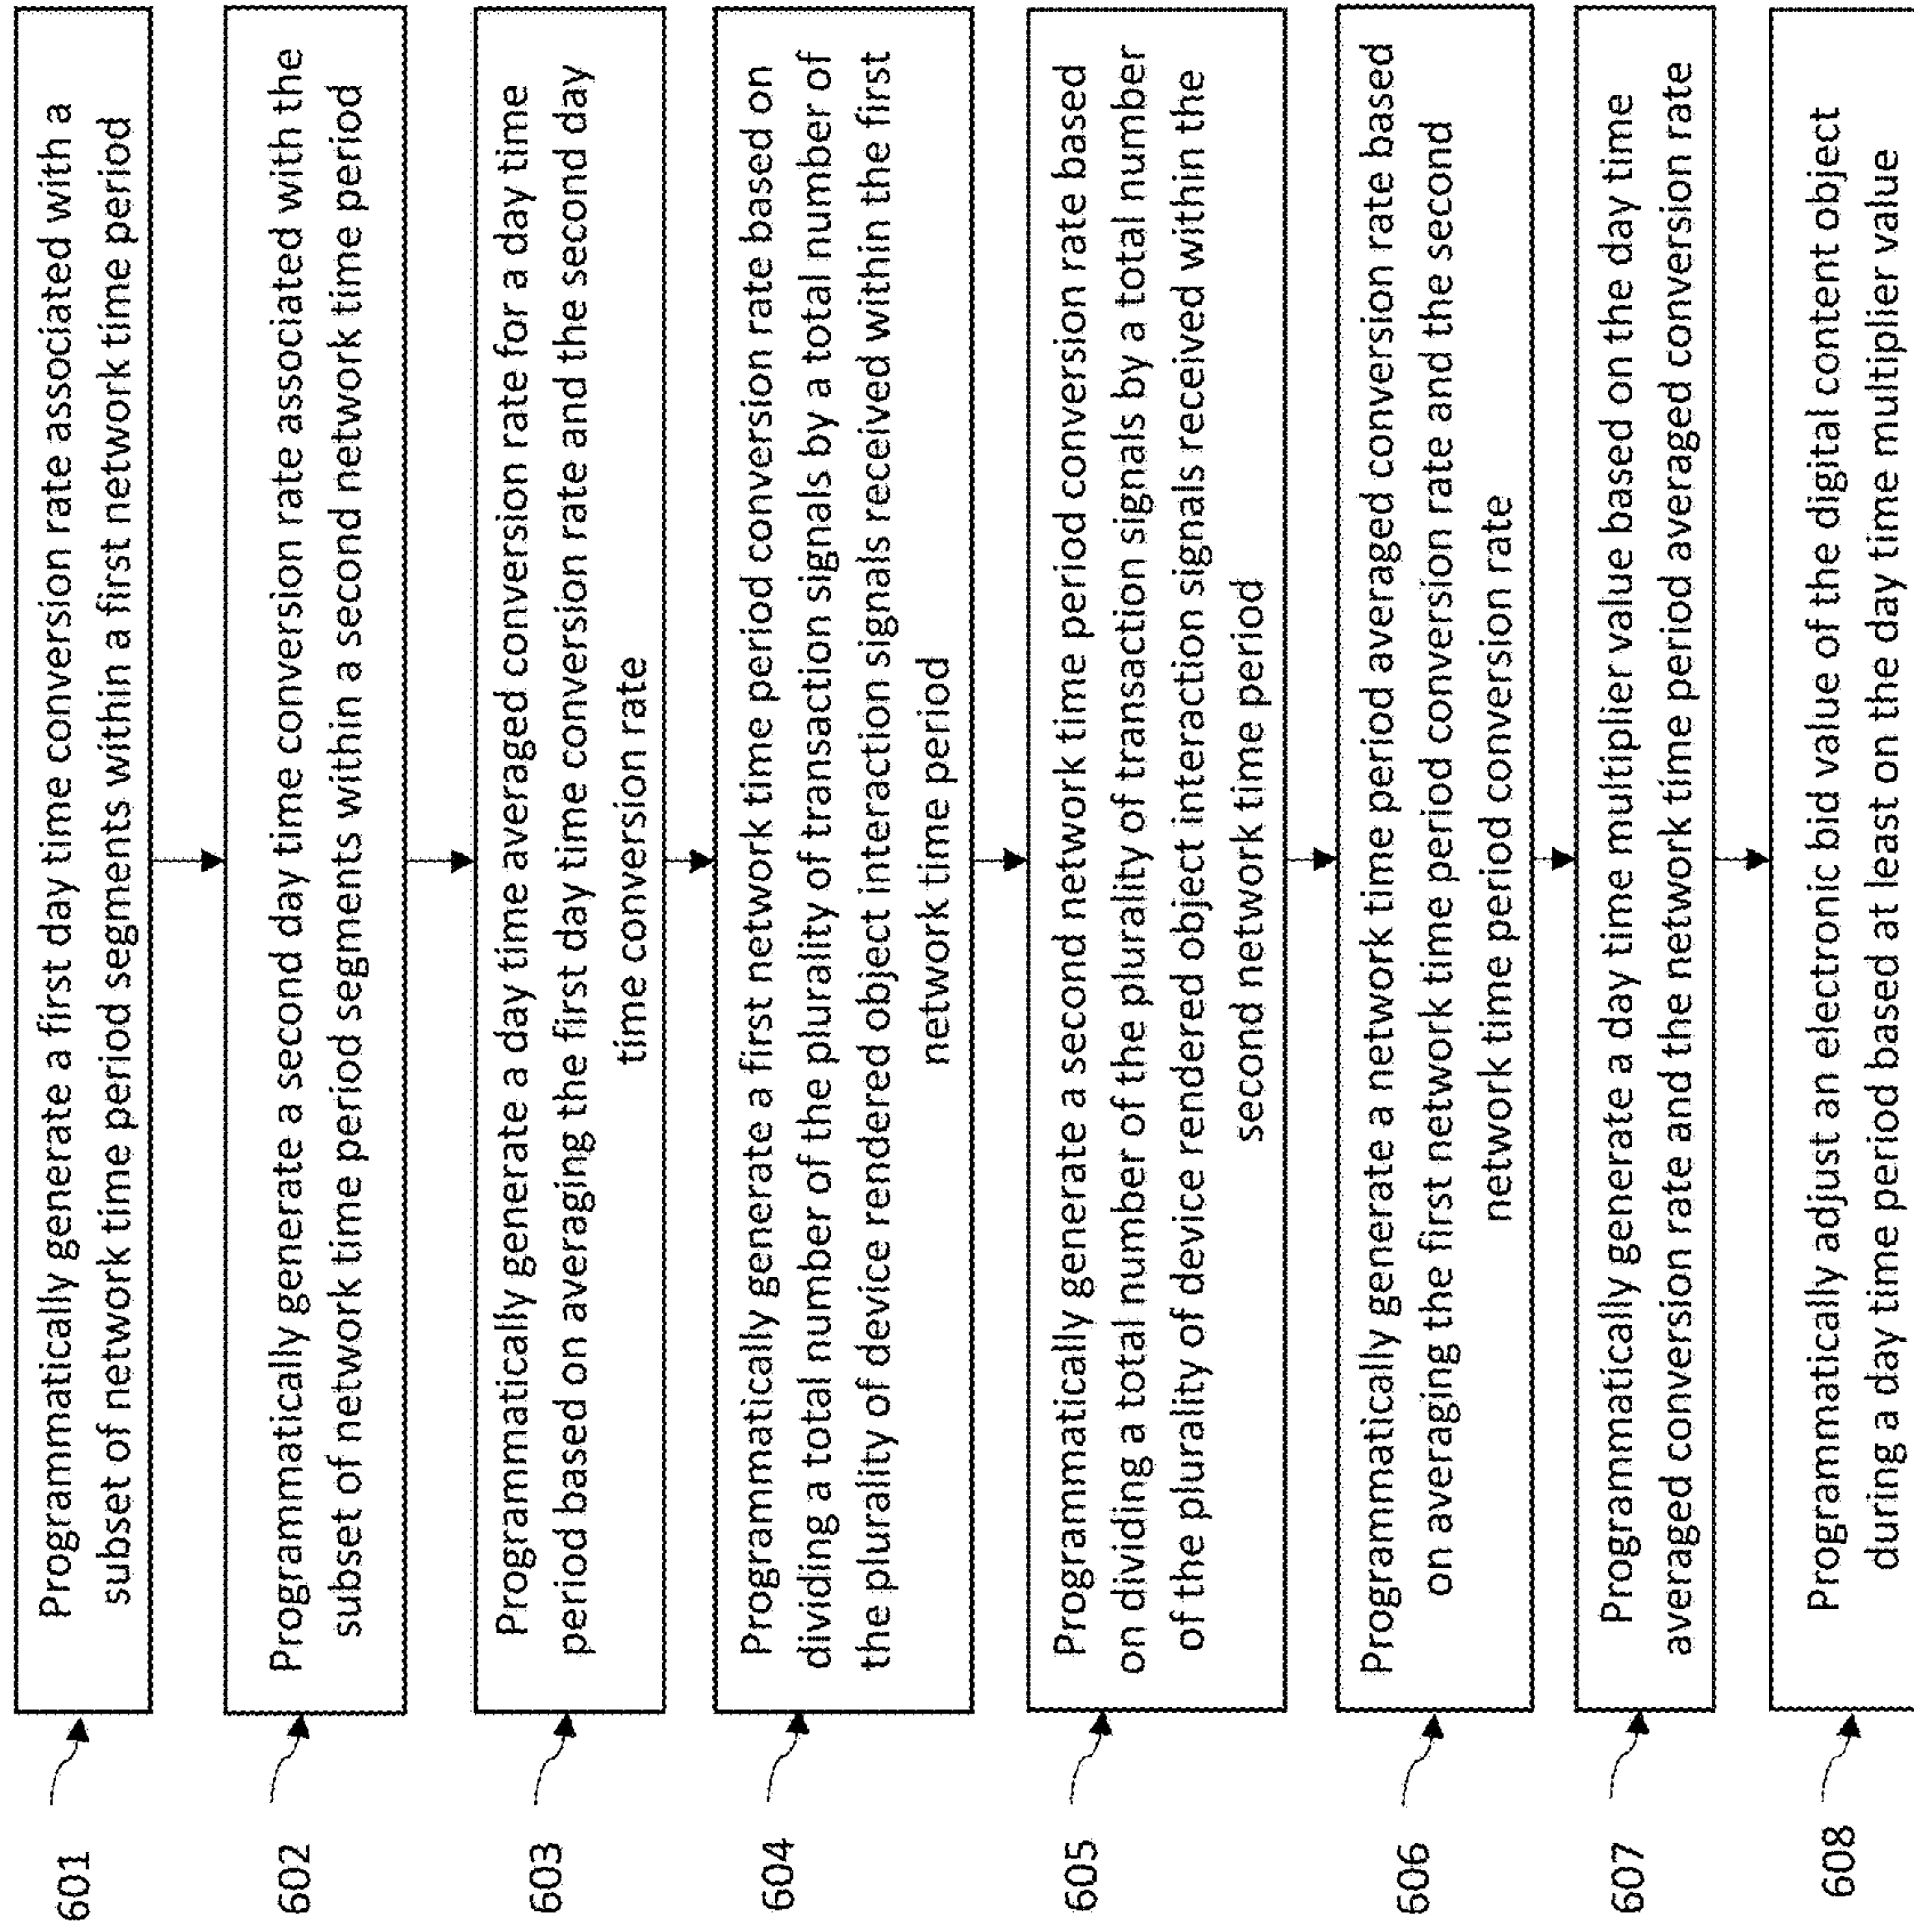 601
Programmatically generate a first day time conversion rate associated with a
subset of network time period segments within a first network time period
602
Programmatically generate a second day time conversion rate associated with the
subset of network time period segments within a second network time period
603
Programmatically generate a day time averaged conversion rate for a day time
period based on averaging the first day time conversion rate and the second day
time conversion rate
604
Programmatically generate a first network time period conversion rate based on
dividing a total number of the plurality of transaction signals by a total number of
the plurality of device rendered object interaction signals received within the first
network time period
605
Programmatically generate a second network time period conversion rate based
on dividing a total number of the plurality of transaction signals by a total number
of the plurality of device rendered object interaction signals received within the
second network time period
606
Programmatically generate a network time period averaged conversion rate based
on averaging the first network time period conversion rate and the second
network time period conversion rate
607
Programmatically generate a day time multiplier value based on the day time
averaged conversion rate and the network time period averaged conversion rate
608
Programmatically adjust an electronic bid value of the digital content object
during a day time period based at least on the day time multiplier value